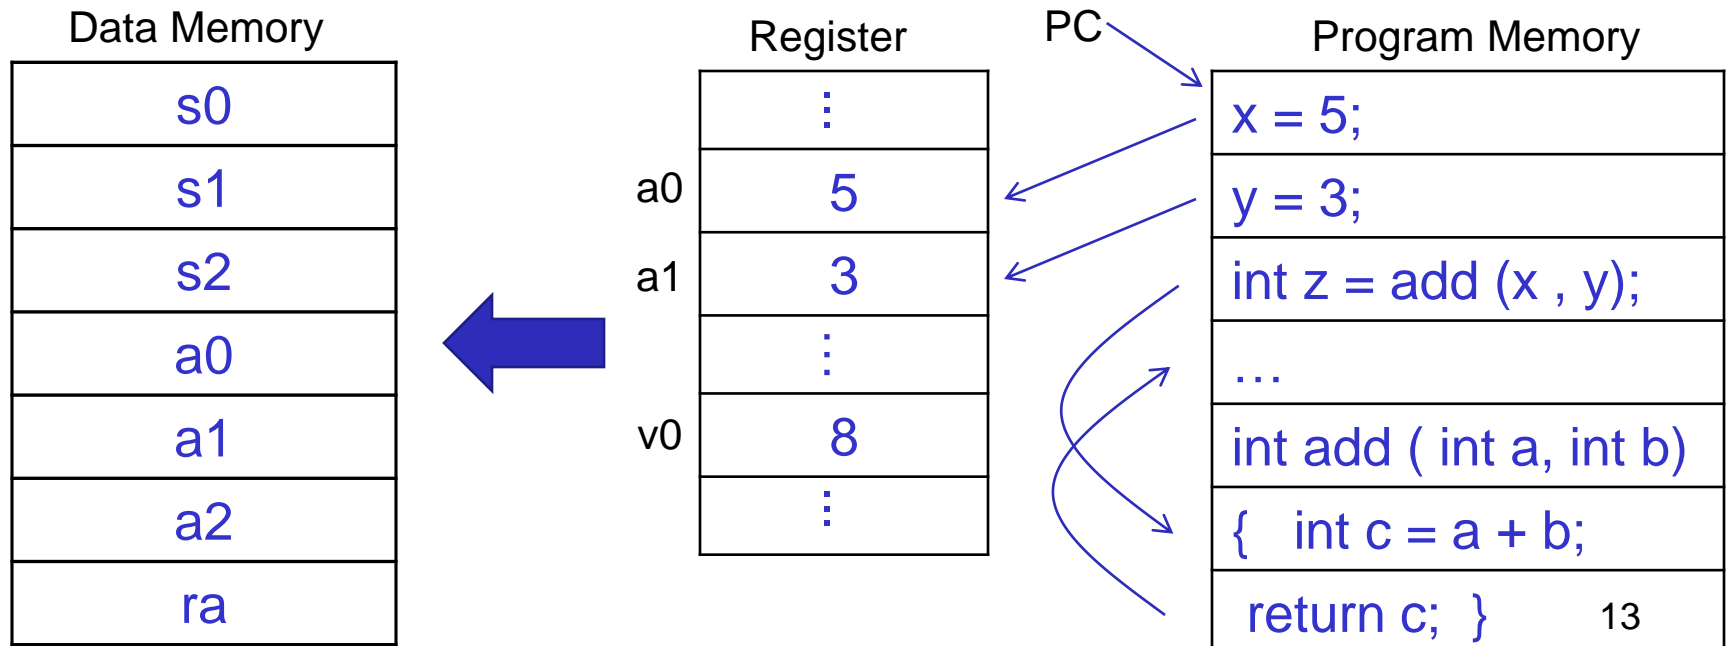 Data Memory
s0
s1
s2
a0
a1
a2
ra
Register
⋮
a0 5
a1 3
⋮
v0 8
⋮
PC
Program Memory
x = 5;
y = 3;
int z = add (x , y);
…
int add ( int a, int b)
{ int c = a + b;
return c; }
13